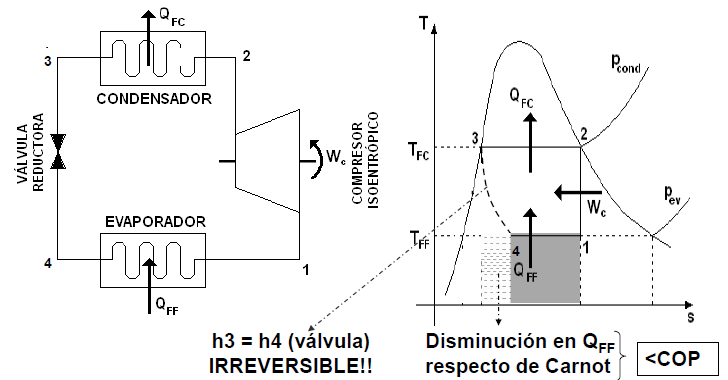 Q_FC
3
2
CONDENSADOR
VÁLVULA
REDUCTORA
W_c
COMPRESOR
ISOENTRÓPICO
EVAPORADOR
4
1
Q_FF
T
p_cond
Q_FC
3
2
T_FC
W_c
p_ev
T_FF
4
1
Q_FF
s
h3 = h4 (válvula)
IRREVERSIBLE!!
Disminución en Q_FF
respecto de Carnot
<COP